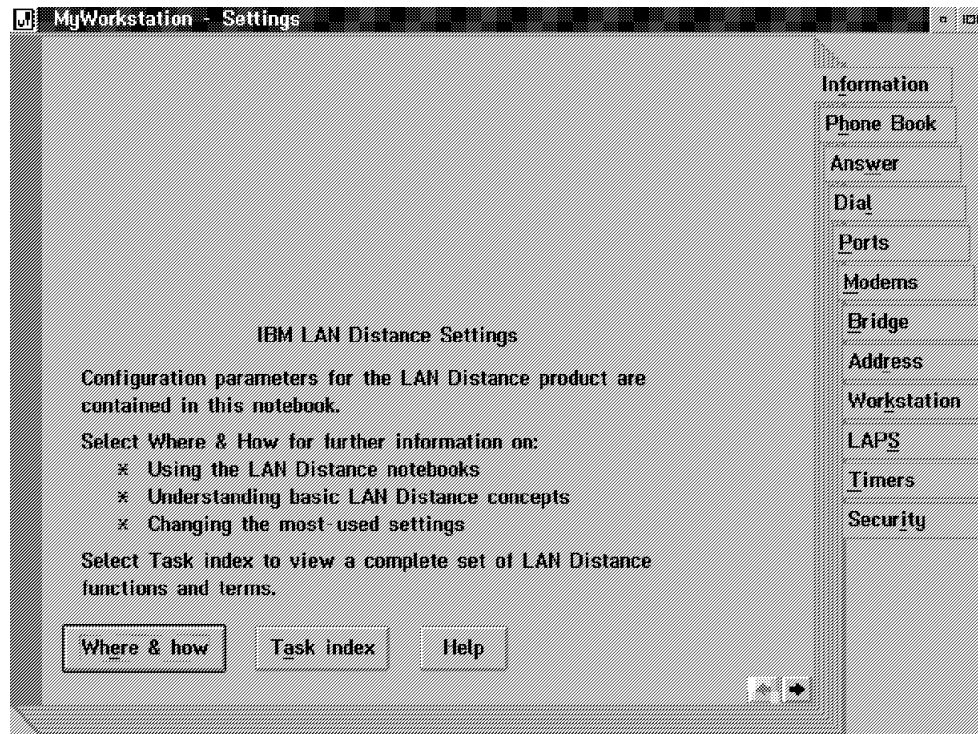 MyWorkstation - Settings
Information
Phone Book
Answer
Dial
Ports
Modems
Bridge
Address
Workstation
LAPS
Timers
Security
IBM LAN Distance Settings
Configuration parameters for the LAN Distance product are
contained in this notebook.
Select Where & How for further information on:
* Using the LAN Distance notebooks
* Understanding basic LAN Distance concepts
* Changing the most-used settings
Select Task index to view a complete set of LAN Distance
functions and terms.
Where & how Task index Help